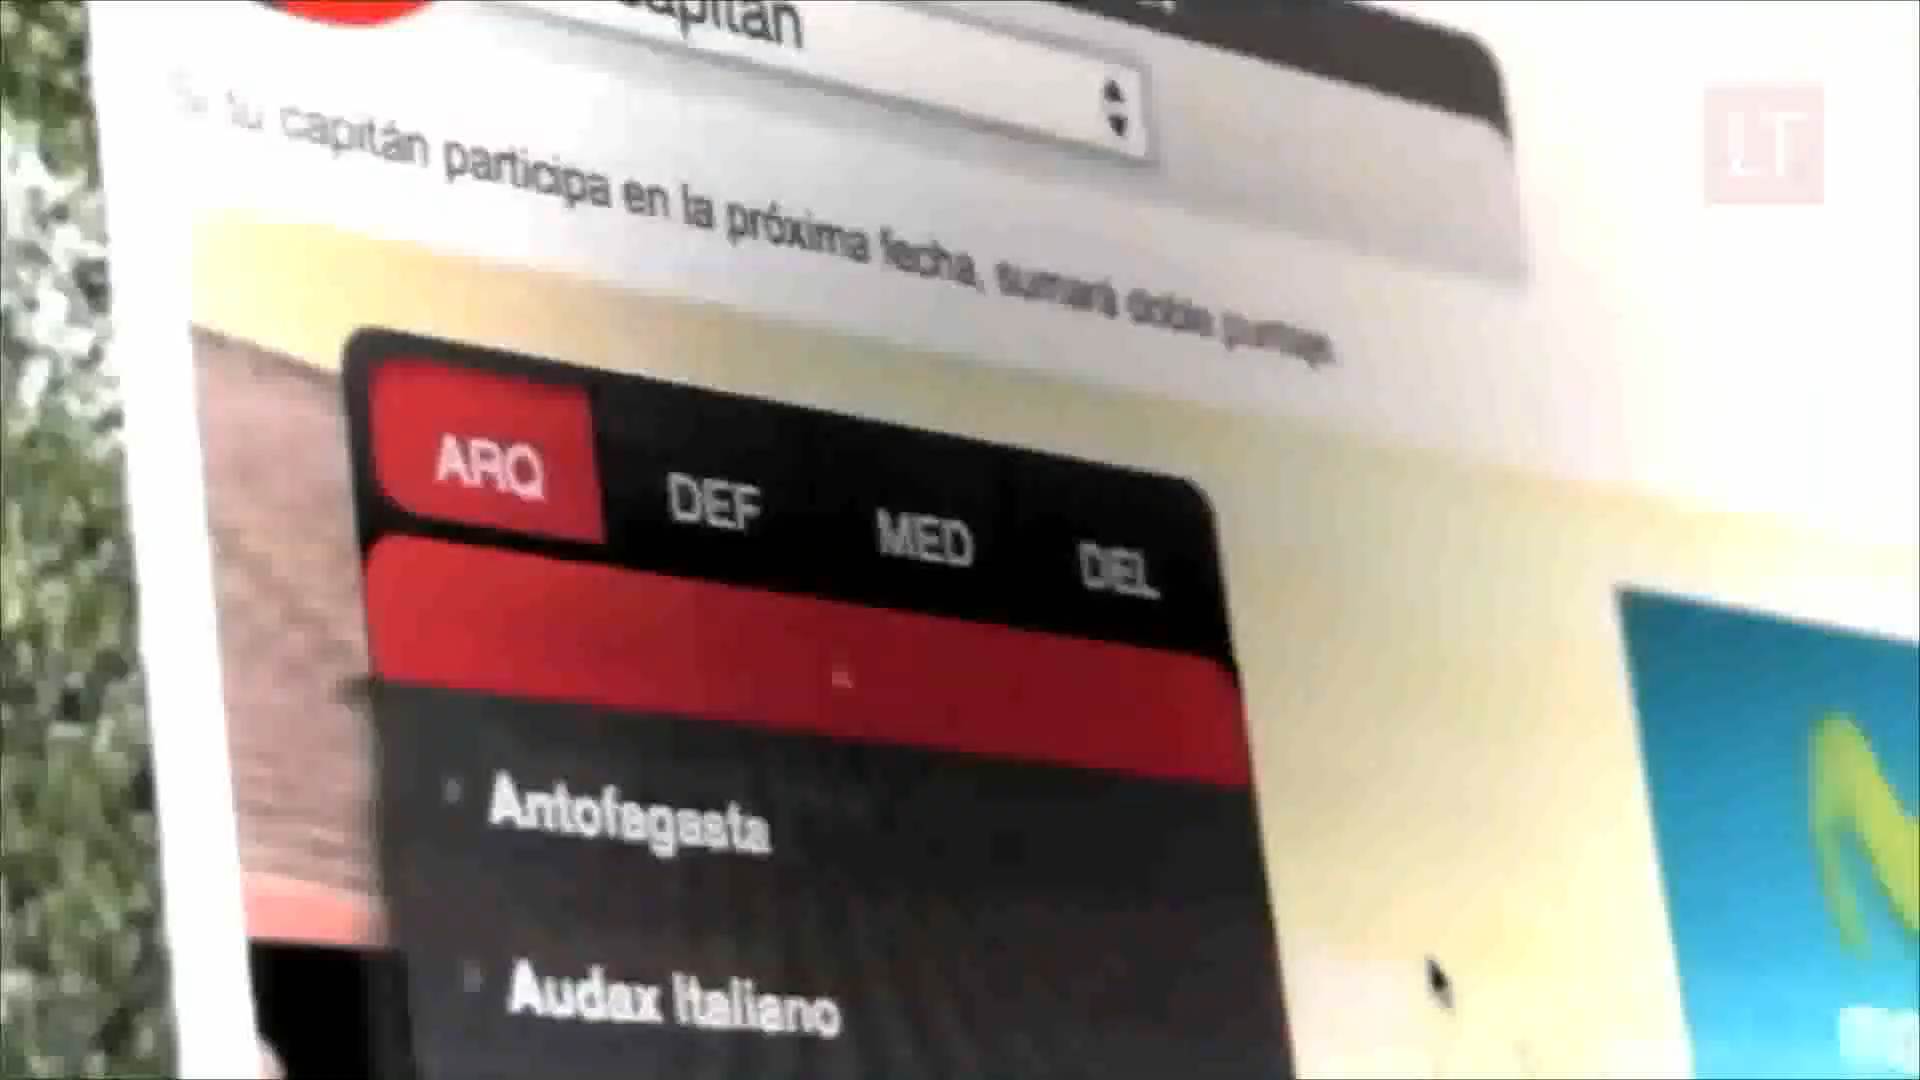 capitán
LT
Si tu capitán participa en la próxima fecha, sumará doble puntaje.
ARQ DEF MED DEL
Antofagasta
Audax Italiano